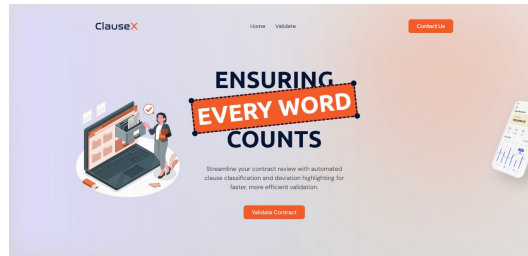 ClauseX
Home Validate
Contact Us
ENSURING
EVERY WORD
COUNTS
Streamline your contract review with automated
clause classification and deviation highlighting for
faster, more efficient validation.
Validate Contract